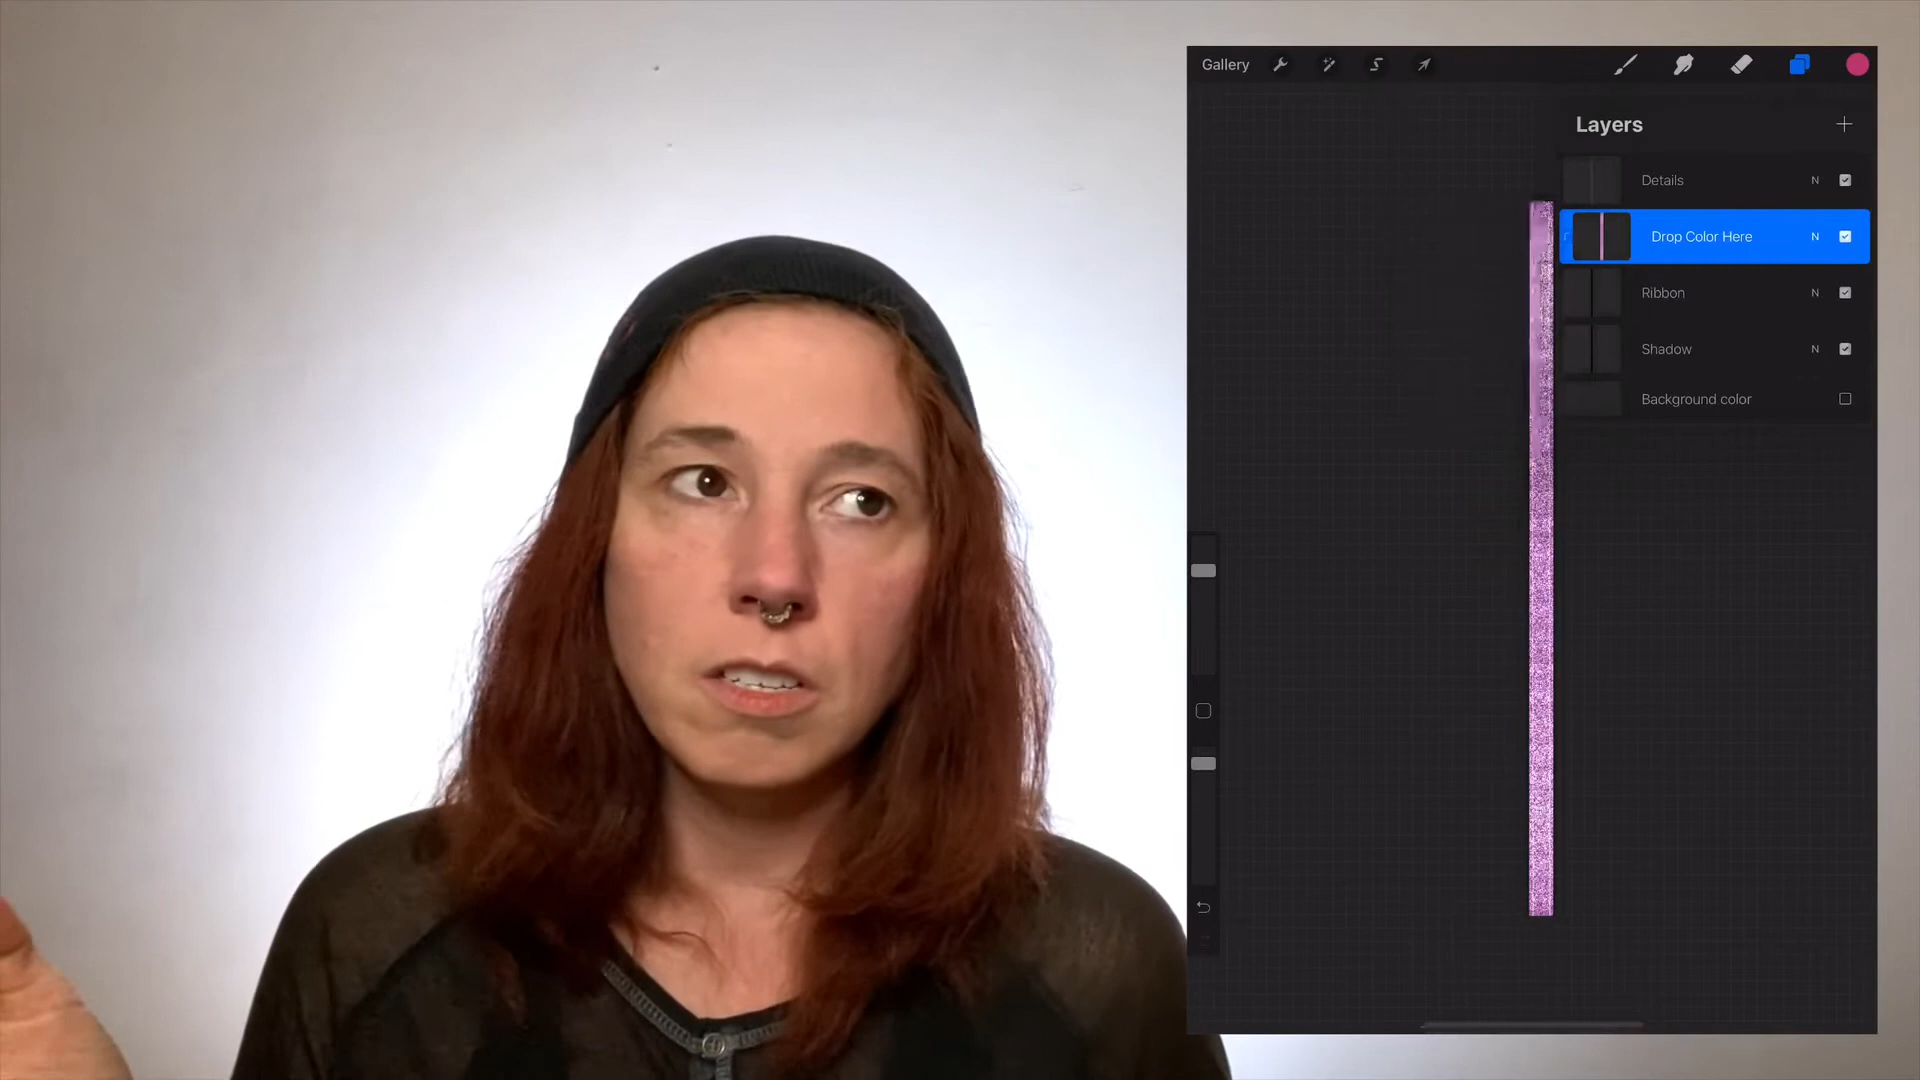 Gallery
Layers
Details N
Drop Color Here N
Ribbon N
Shadow N
Background color